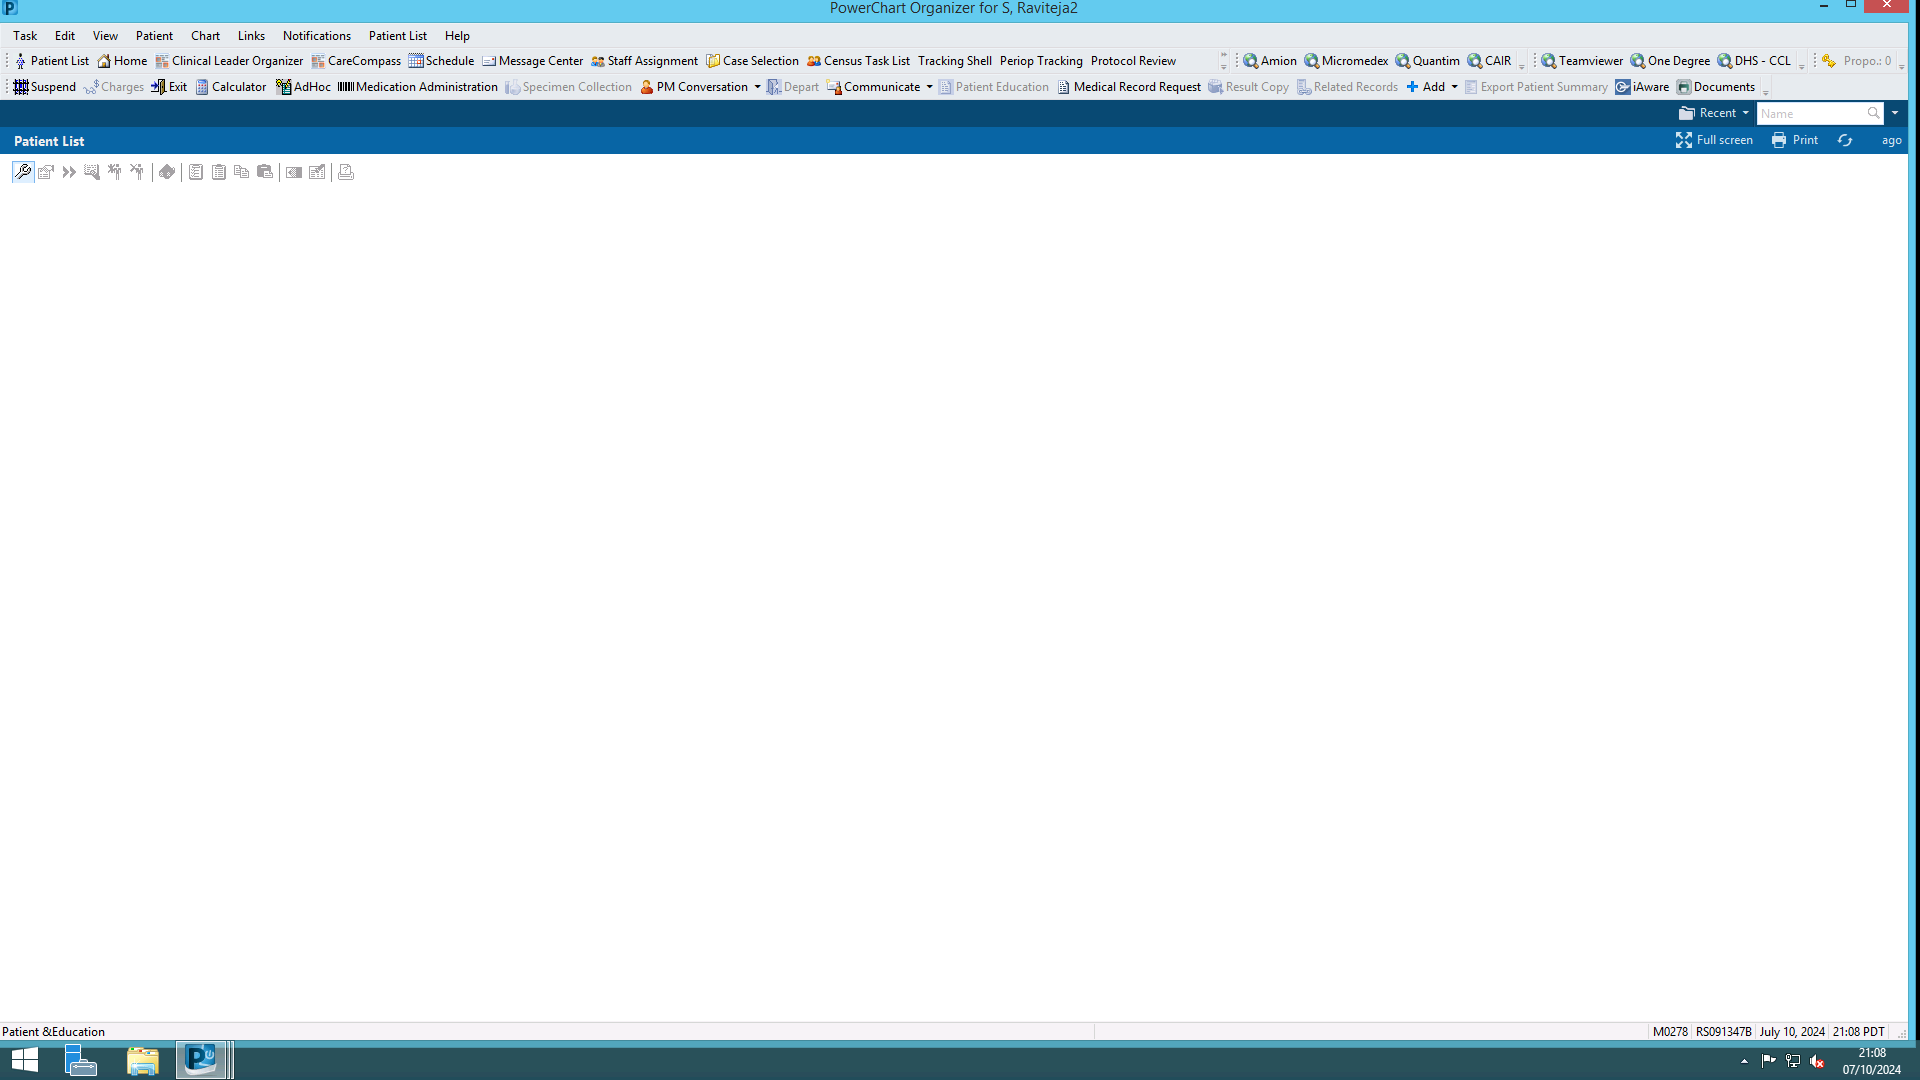 PowerChart Organizer for S, Raviteja2
Task Edit View Patient Chart Links Notifications Patient List Help
Patient List Home Clinical Leader Organizer CareCompass Schedule Message Center Staff Assignment Case Selection Census Task List Tracking Shell Periop Tracking Protocol Review Amion Micromedex Quantim CAIR Teamviewer One Degree DHS - CCL Propo.: 0
Suspend Charges Exit Calculator AdHoc Medication Administration Specimen Collection PM Conversation Depart Communicate Patient Education Medical Record Request Result Copy Related Records Add Export Patient Summary iAware Documents
Recent Name
Patient List Full screen Print ago
Patient &Education M0278 RS091347B July 10, 2024 21:08 PDT
21:08
07/10/2024